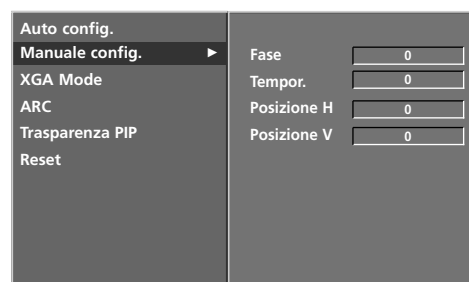 Auto config.
Manuale config. ►
XGA Mode
ARC
Trasparenza PIP
Reset
Fase 0
Tempor. 0
Posizione H 0
Posizione V 0